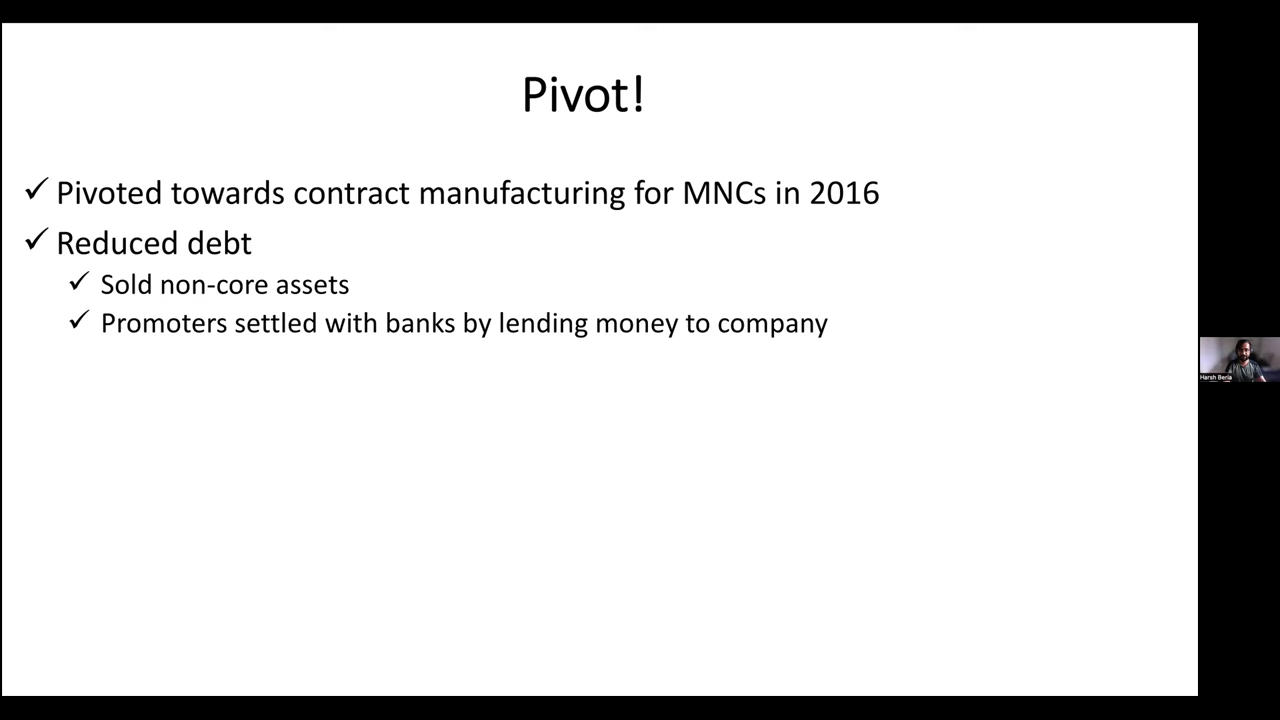 Pivot!
✓ Pivoted towards contract manufacturing for MNCs in 2016
✓ Reduced debt
✓ Sold non-core assets
✓ Promoters settled with banks by lending money to company
Harsh Beria